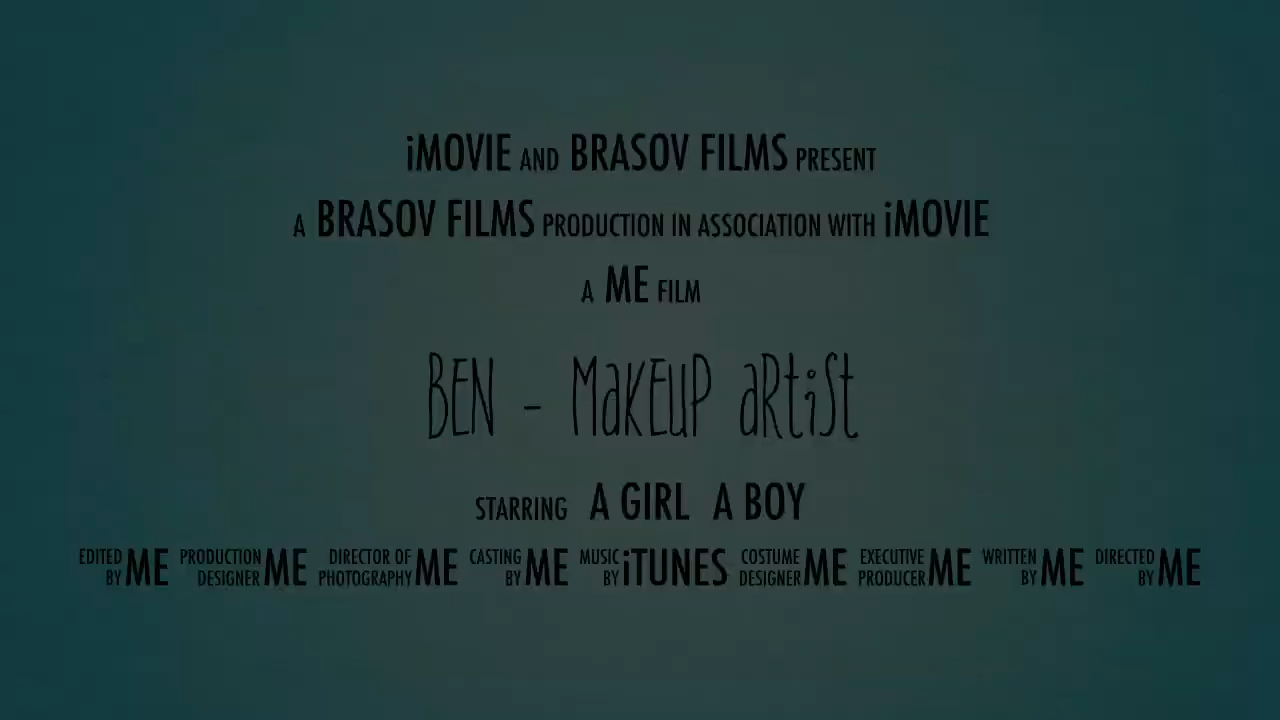 iMOVIE AND BRASOV FILMS PRESENT
A BRASOV FILMS PRODUCTION IN ASSOCIATION WITH iMOVIE
A ME FILM
BEN - MaKEUP aRtiSt
STARRING A GIRL A BOY
EDITED BY ME PRODUCTION DESIGNER ME DIRECTOR OF PHOTOGRAPHY ME CASTING BY ME MUSIC BY iTUNES COSTUME DESIGNER ME EXECUTIVE PRODUCER ME WRITTEN BY ME DIRECTED BY ME